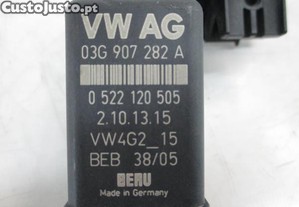 CustoJusto.pt
VW AG
03G 907 282 A
0 522 120 505
2.10.13.15
VW4G2_15
BEB 38/05
BERU
Made in Germany